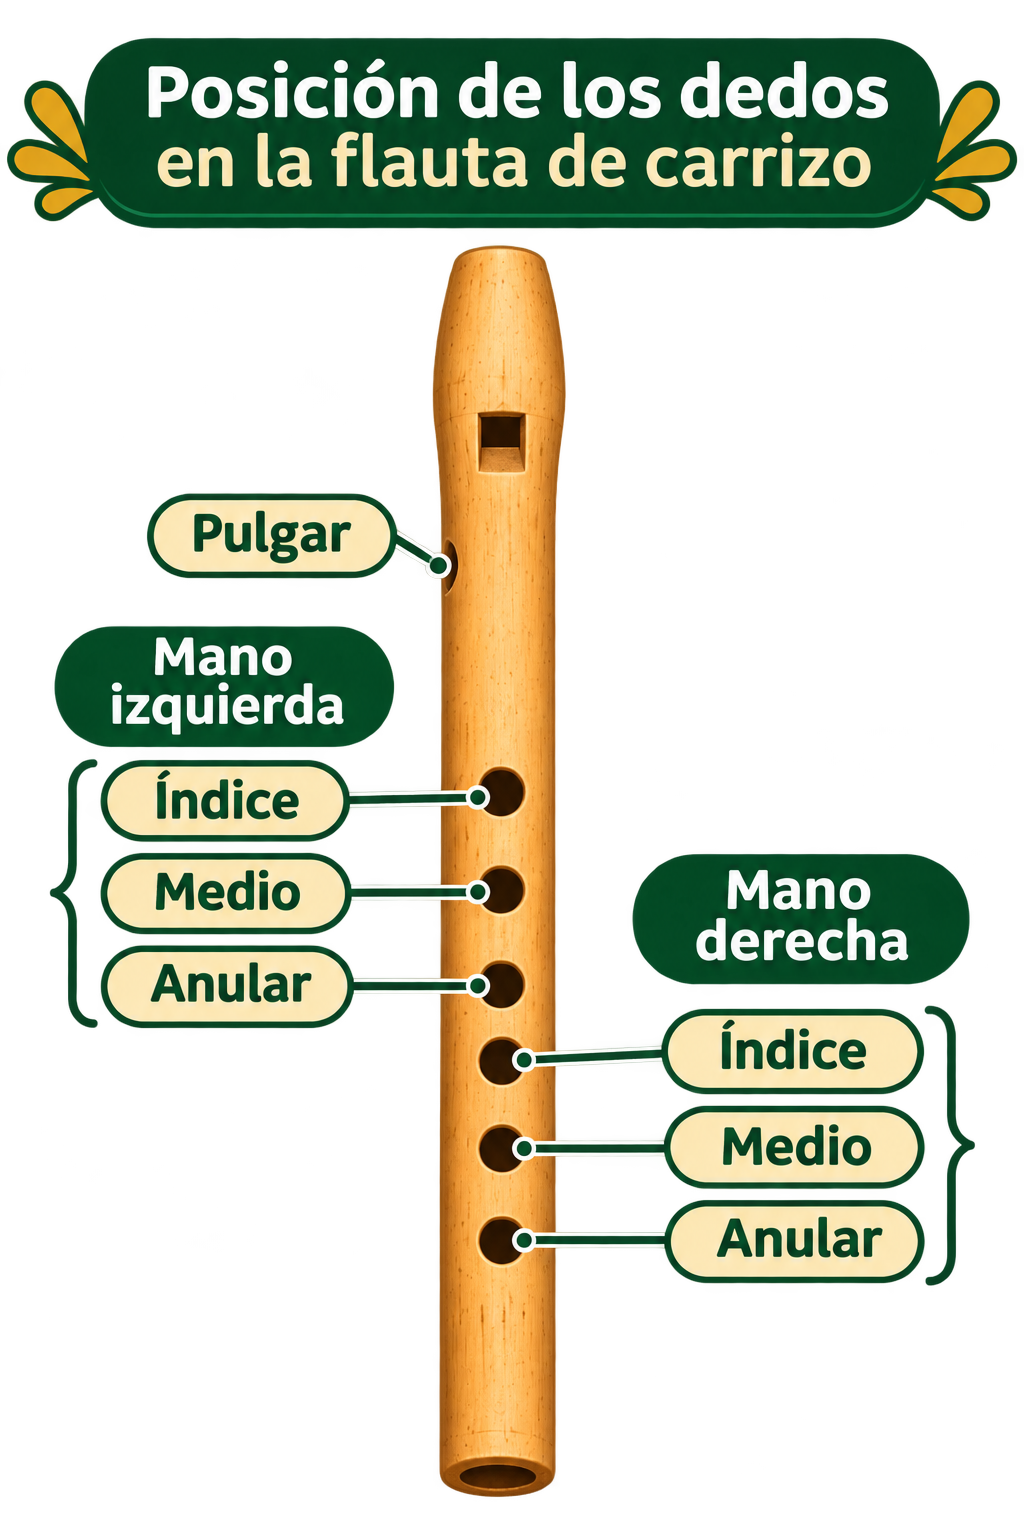 Posición de los dedos
en la flauta de carrizo
Pulgar
Mano
izquierda
Índice
Medio
Anular
Mano
derecha
Índice
Medio
Anular